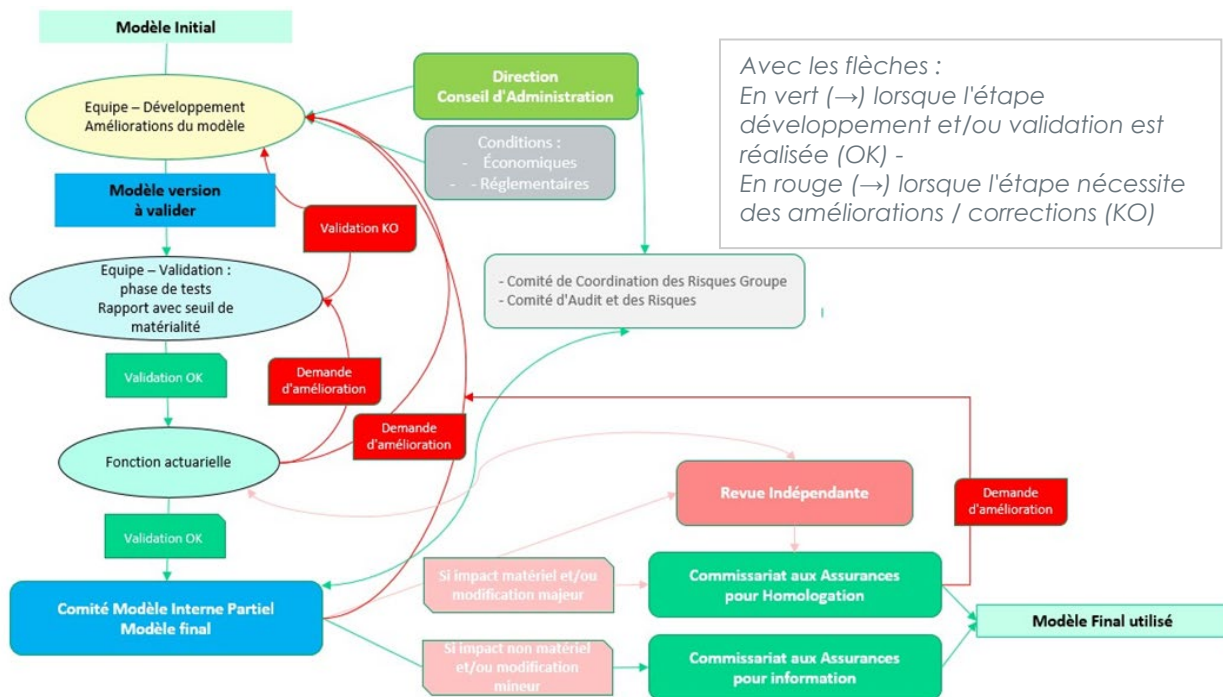 Modèle Initial
Equipe – Développement
Améliorations du modèle
Modèle version
à valider
Equipe – Validation :
phase de tests
Rapport avec seuil de
matérialité
Validation OK
Fonction actuarielle
Validation OK
Comité Modèle Interne Partiel
Modèle final
Validation KO
Demande
d'amélioration
Demande
d'amélioration
Direction
Conseil d'Administration
Conditions :
- Économiques
- - Réglementaires
- Comité de Coordination des Risques Groupe
- Comité d'Audit et des Risques
Avec les flèches :
En vert (→) lorsque l'étape
développement et/ou validation est
réalisée (OK) -
En rouge (→) lorsque l'étape nécessite
des améliorations / corrections (KO)
Revue Indépendante
Demande
d'amélioration
Si impact matériel et/ou
modification majeur
Commissariat aux Assurances
pour Homologation
Si impact non matériel
et/ou modification
mineur
Commissariat aux Assurances
pour information
Modèle Final utilisé